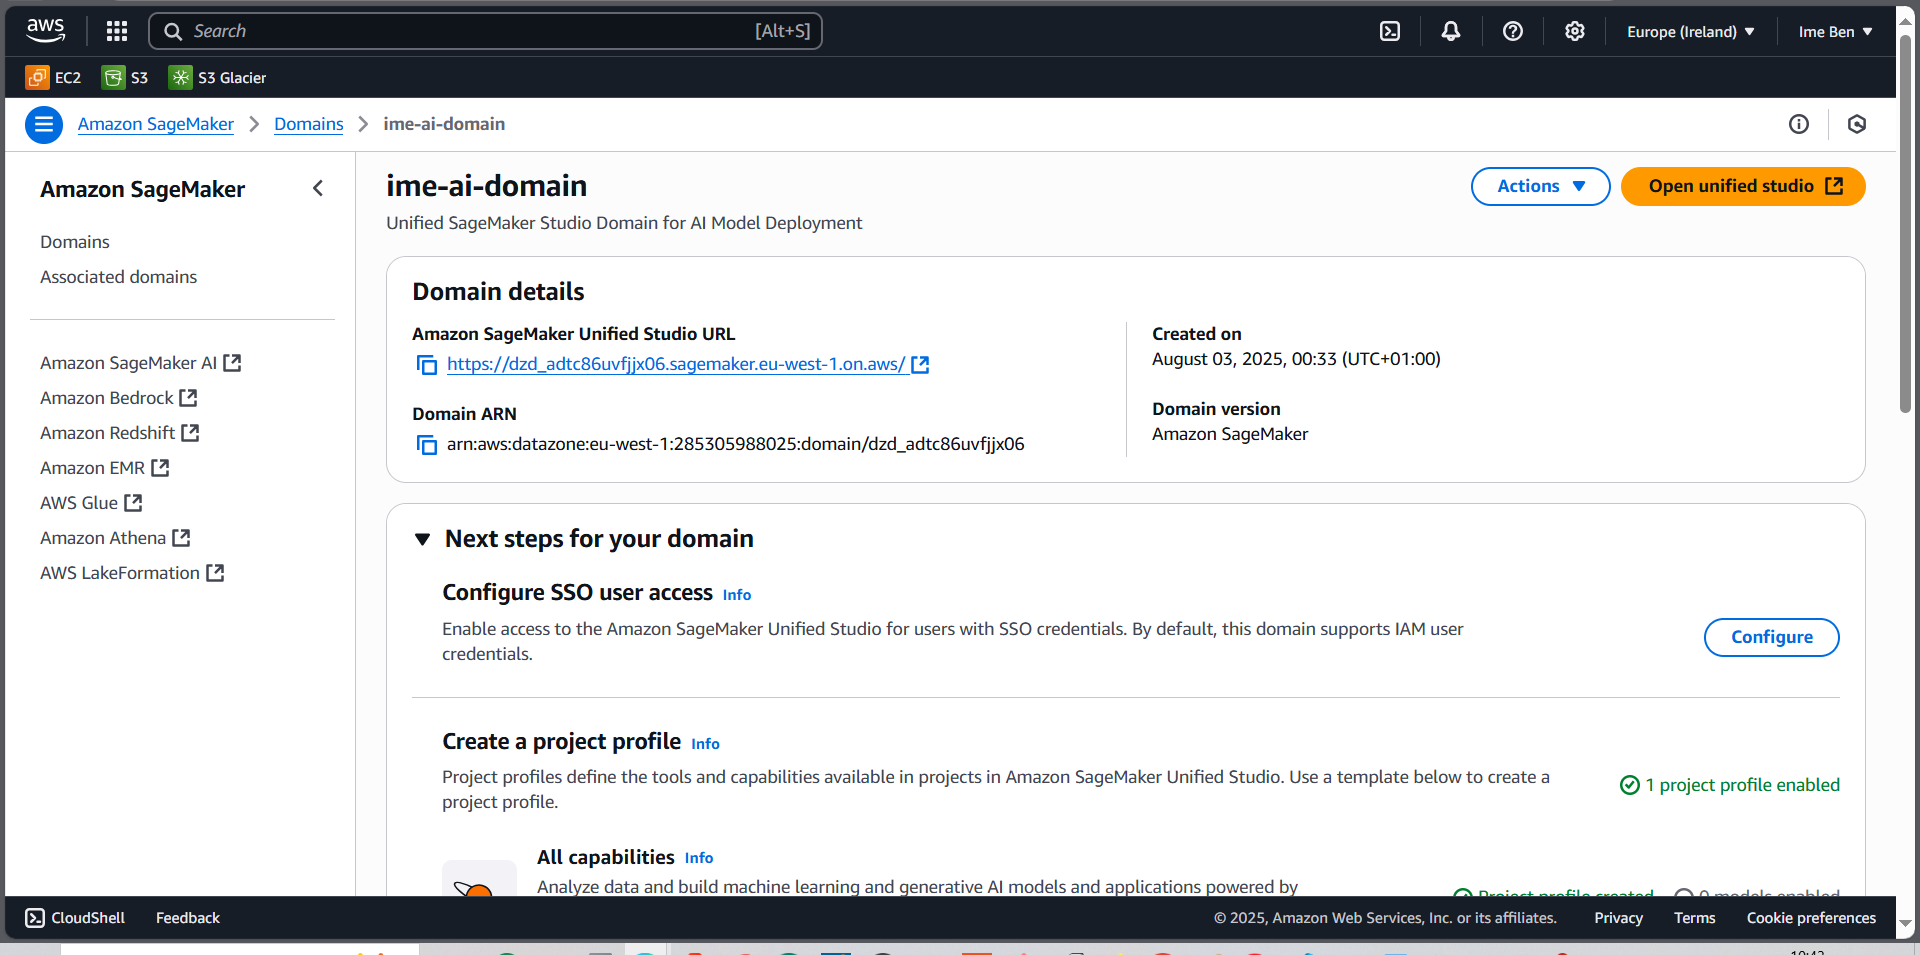 aws
Search [Alt+S]
Europe (Ireland)
Ime Ben
EC2
S3
S3 Glacier
Amazon SageMaker
Domains
ime-ai-domain
Amazon SageMaker
Domains
Associated domains
Amazon SageMaker AI
Amazon Bedrock
Amazon Redshift
Amazon EMR
AWS Glue
Amazon Athena
AWS LakeFormation
ime-ai-domain
Unified SageMaker Studio Domain for AI Model Deployment
Actions
Open unified studio
Domain details
Amazon SageMaker Unified Studio URL
https://dzd_adtc86uvfjjx06.sagemaker.eu-west-1.on.aws/
Domain ARN
arn:aws:datazone:eu-west-1:285305988025:domain/dzd_adtc86uvfjjx06
Created on
August 03, 2025, 00:33 (UTC+01:00)
Domain version
Amazon SageMaker
Next steps for your domain
Configure SSO user access Info
Enable access to the Amazon SageMaker Unified Studio for users with SSO credentials. By default, this domain supports IAM user
credentials.
Configure
Create a project profile Info
Project profiles define the tools and capabilities available in projects in Amazon SageMaker Unified Studio. Use a template below to create a
project profile.
1 project profile enabled
All capabilities Info
Analyze data and build machine learning and generative AI models and applications powered by
Project profile created
0 models enabled
CloudShell
Feedback
© 2025, Amazon Web Services, Inc. or its affiliates.
Privacy
Terms
Cookie preferences